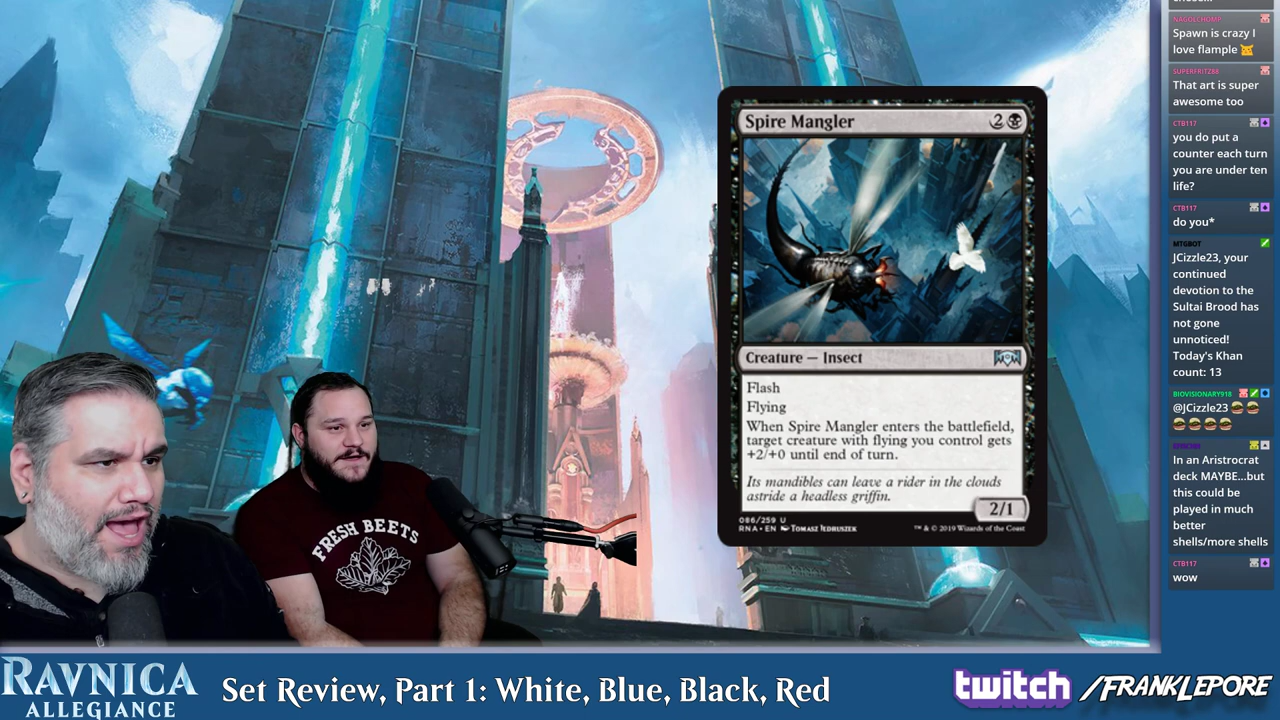 FRESH BEETS
Spire Mangler
2
Creature — Insect
Flash
Flying
When Spire Mangler enters the battlefield,
target creature with flying you control gets
+2/+0 until end of turn.
Its mandibles can leave a rider in the clouds
astride a headless griffin.
2/1
086/259 U
RNA • EN Tomasz Jedruszek
™ & © 2019 Wizards of the Coast
NAGOLCHOMP
Spawn is crazy I
love flample
SUPERFRITZ88
That art is super
awesome too
CTB117
you do put a
counter each turn
you are under ten
life?
CTB117
do you*
MTGBOT
JCizzle23, your
continued
devotion to the
Sultai Brood has
not gone
unnoticed!
Today's Khan
count: 13
BIOVISIONARY918
@JCizzle23
In an Aristocrat
deck MAYBE...but
this could be
played in much
better
shells/more shells
CTB117
wow
RAVNICA
ALLEGIANCE
Set Review, Part 1: White, Blue, Black, Red
twitch /FRANKLEPORE